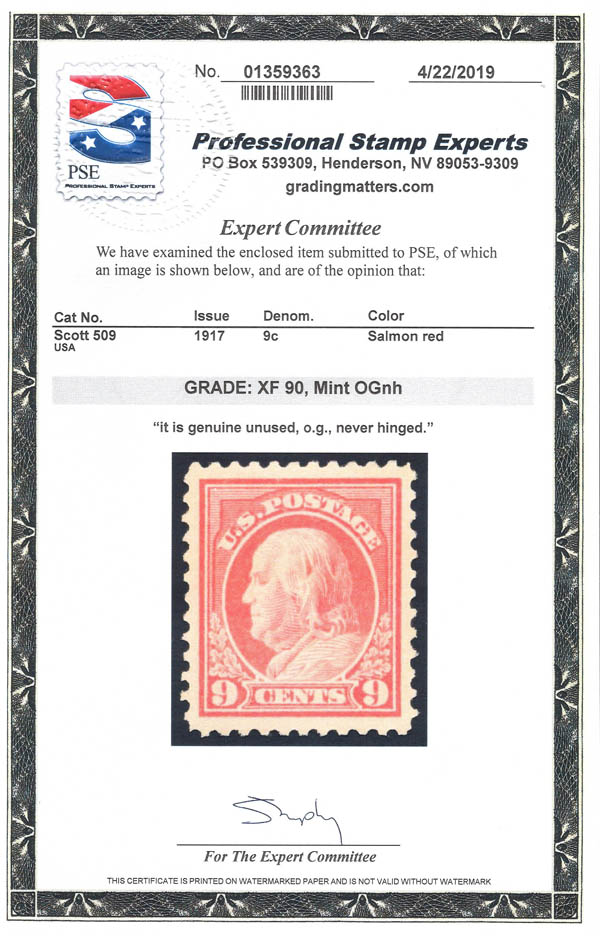 No. 01359363 4/22/2019
PSE
PROFESSIONAL STAMP EXPERTS
Professional Stamp Experts
PO Box 539309, Henderson, NV 89053-9309
gradingmatters.com
Expert Committee
We have examined the enclosed item submitted to PSE, of which
an image is shown below, and are of the opinion that:
Cat No. Issue Denom. Color
Scott 509 1917 9c Salmon red
USA
GRADE: XF 90, Mint OGnh
“it is genuine unused, o.g., never hinged.”
U.S. POSTAGE
9 CENTS 9
For The Expert Committee
THIS CERTIFICATE IS PRINTED ON WATERMARKED PAPER AND IS NOT VALID WITHOUT WATERMARK